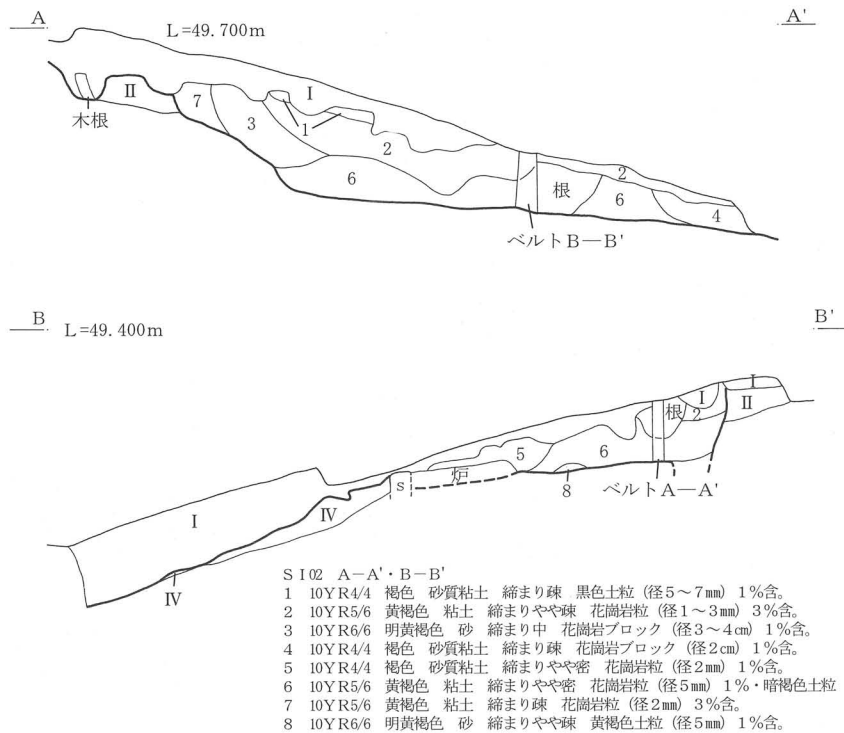 A L=49.700m A'
I
II
7
木根
3
1
2
2
6
根
6
4
ベルトB—B'
B L=49.400m B'
I
I
根
2
II
5
6
炉
S
8
ベルトA—A'
I
IV
IV
SI02 A-A'・B-B'
1 10YR4/4 褐色 砂質粘土 締まり疎 黒色土粒 (径5～7㎜) 1%含。
2 10YR5/6 黄褐色 粘土 締まりやや疎 花崗岩粒 (径1～3㎜) 3%含。
3 10YR6/6 明黄褐色 砂 締まり中 花崗岩ブロック (径3～4㎝) 1%含。
4 10YR4/4 褐色 砂質粘土 締まり疎 花崗岩ブロック (径2㎝) 1%含。
5 10YR4/4 褐色 砂質粘土 締まりやや密 花崗岩粒 (径2㎜) 1%含。
6 10YR5/6 黄褐色 粘土 締まりやや密 花崗岩粒 (径5㎜) 1%・暗褐色土粒
7 10YR5/6 黄褐色 粘土 締まり疎 花崗岩粒 (径2㎜) 3%含。
8 10YR6/6 明黄褐色 砂 締まりやや疎 黄褐色土粒 (径5㎜) 1%含。